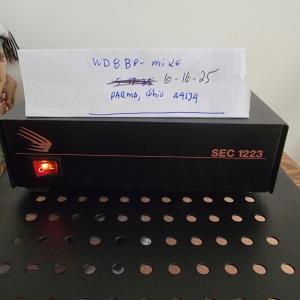 WD8BP- mike
5-17-25 6-16-25
PARMA, Ohio 44134
SEC 1223